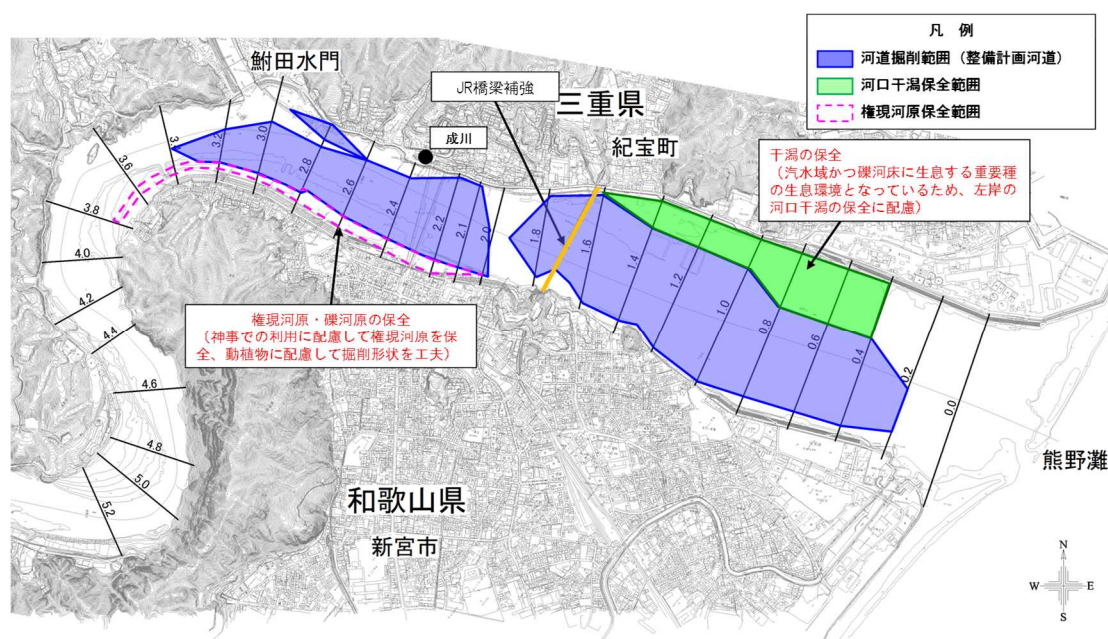 凡　例
河道掘削範囲（整備計画河道）
河口干潟保全範囲
権現河原保全範囲
鮒田水門
JR橋梁補強
三重県
成川
紀宝町
干潟の保全
（汽水域かつ礫河床に生息する重要種
の生息環境となっているため、左岸の
河口干潟の保全に配慮）
3.6
3.2
3.0
2.8
2.6
2.4
2.2
2.1
2.0
1.8
1.6
1.4
1.2
1.0
0.8
0.6
0.4
0.2
0.0
3.8
4.0
4.2
4.4
4.6
4.8
5.0
5.2
権現河原・礫河原の保全
（神事での利用に配慮して権現河原を保
全、動植物に配慮して掘削形状を工夫）
和歌山県
新宮市
熊野灘
N
W
E
S